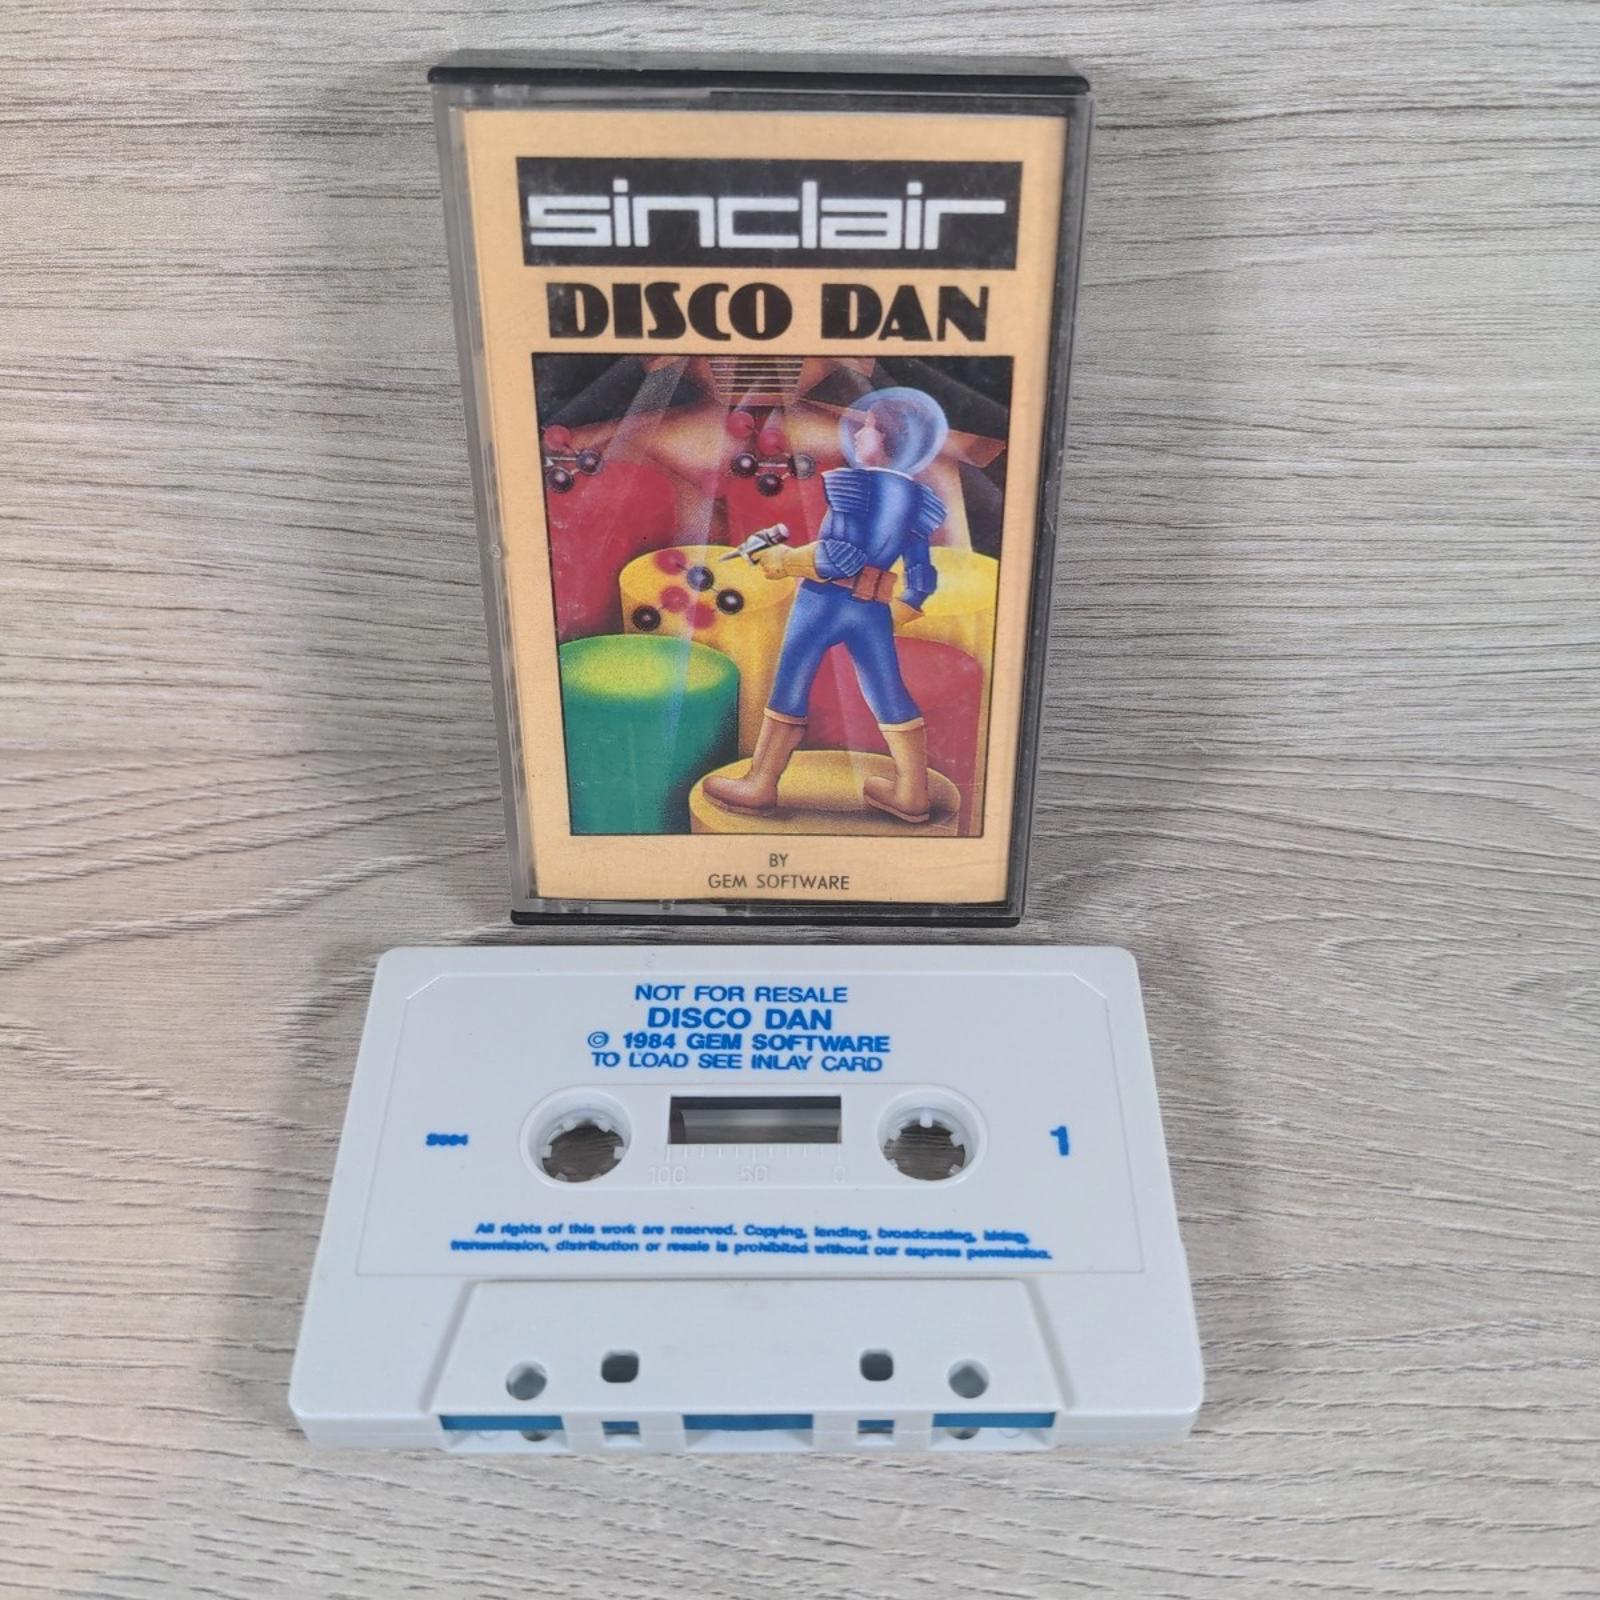 sinclair
DISCO DAN
BY
GEM SOFTWARE
NOT FOR RESALE
DISCO DAN
© 1984 GEM SOFTWARE
TO LOAD SEE INLAY CARD
1
100 50 0
All rights of this work are reserved. Copying, lending, broadcasting, hiring,
transmission, distribution or resale is prohibited without our express permission.